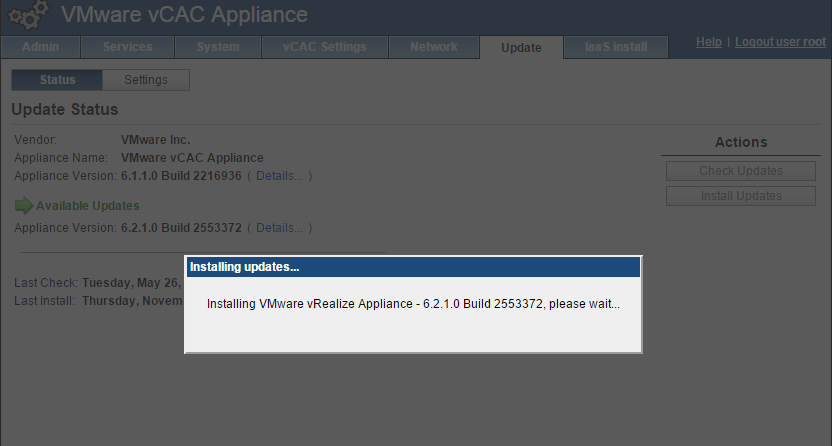 VMware vCAC Appliance
Admin Services System vCAC Settings Network Update IaaS install Help | Logout user root
Status Settings
Update Status
Vendor: VMware Inc.
Appliance Name: VMware vCAC Appliance
Appliance Version: 6.1.1.0 Build 2216936 ( Details... )
Available Updates
Appliance Version: 6.2.1.0 Build 2553372 ( Details... )
Last Check: Tuesday, May 26,
Last Install: Thursday, Novem
Actions
Check Updates
Install Updates
Installing updates...
Installing VMware vRealize Appliance - 6.2.1.0 Build 2553372, please wait...